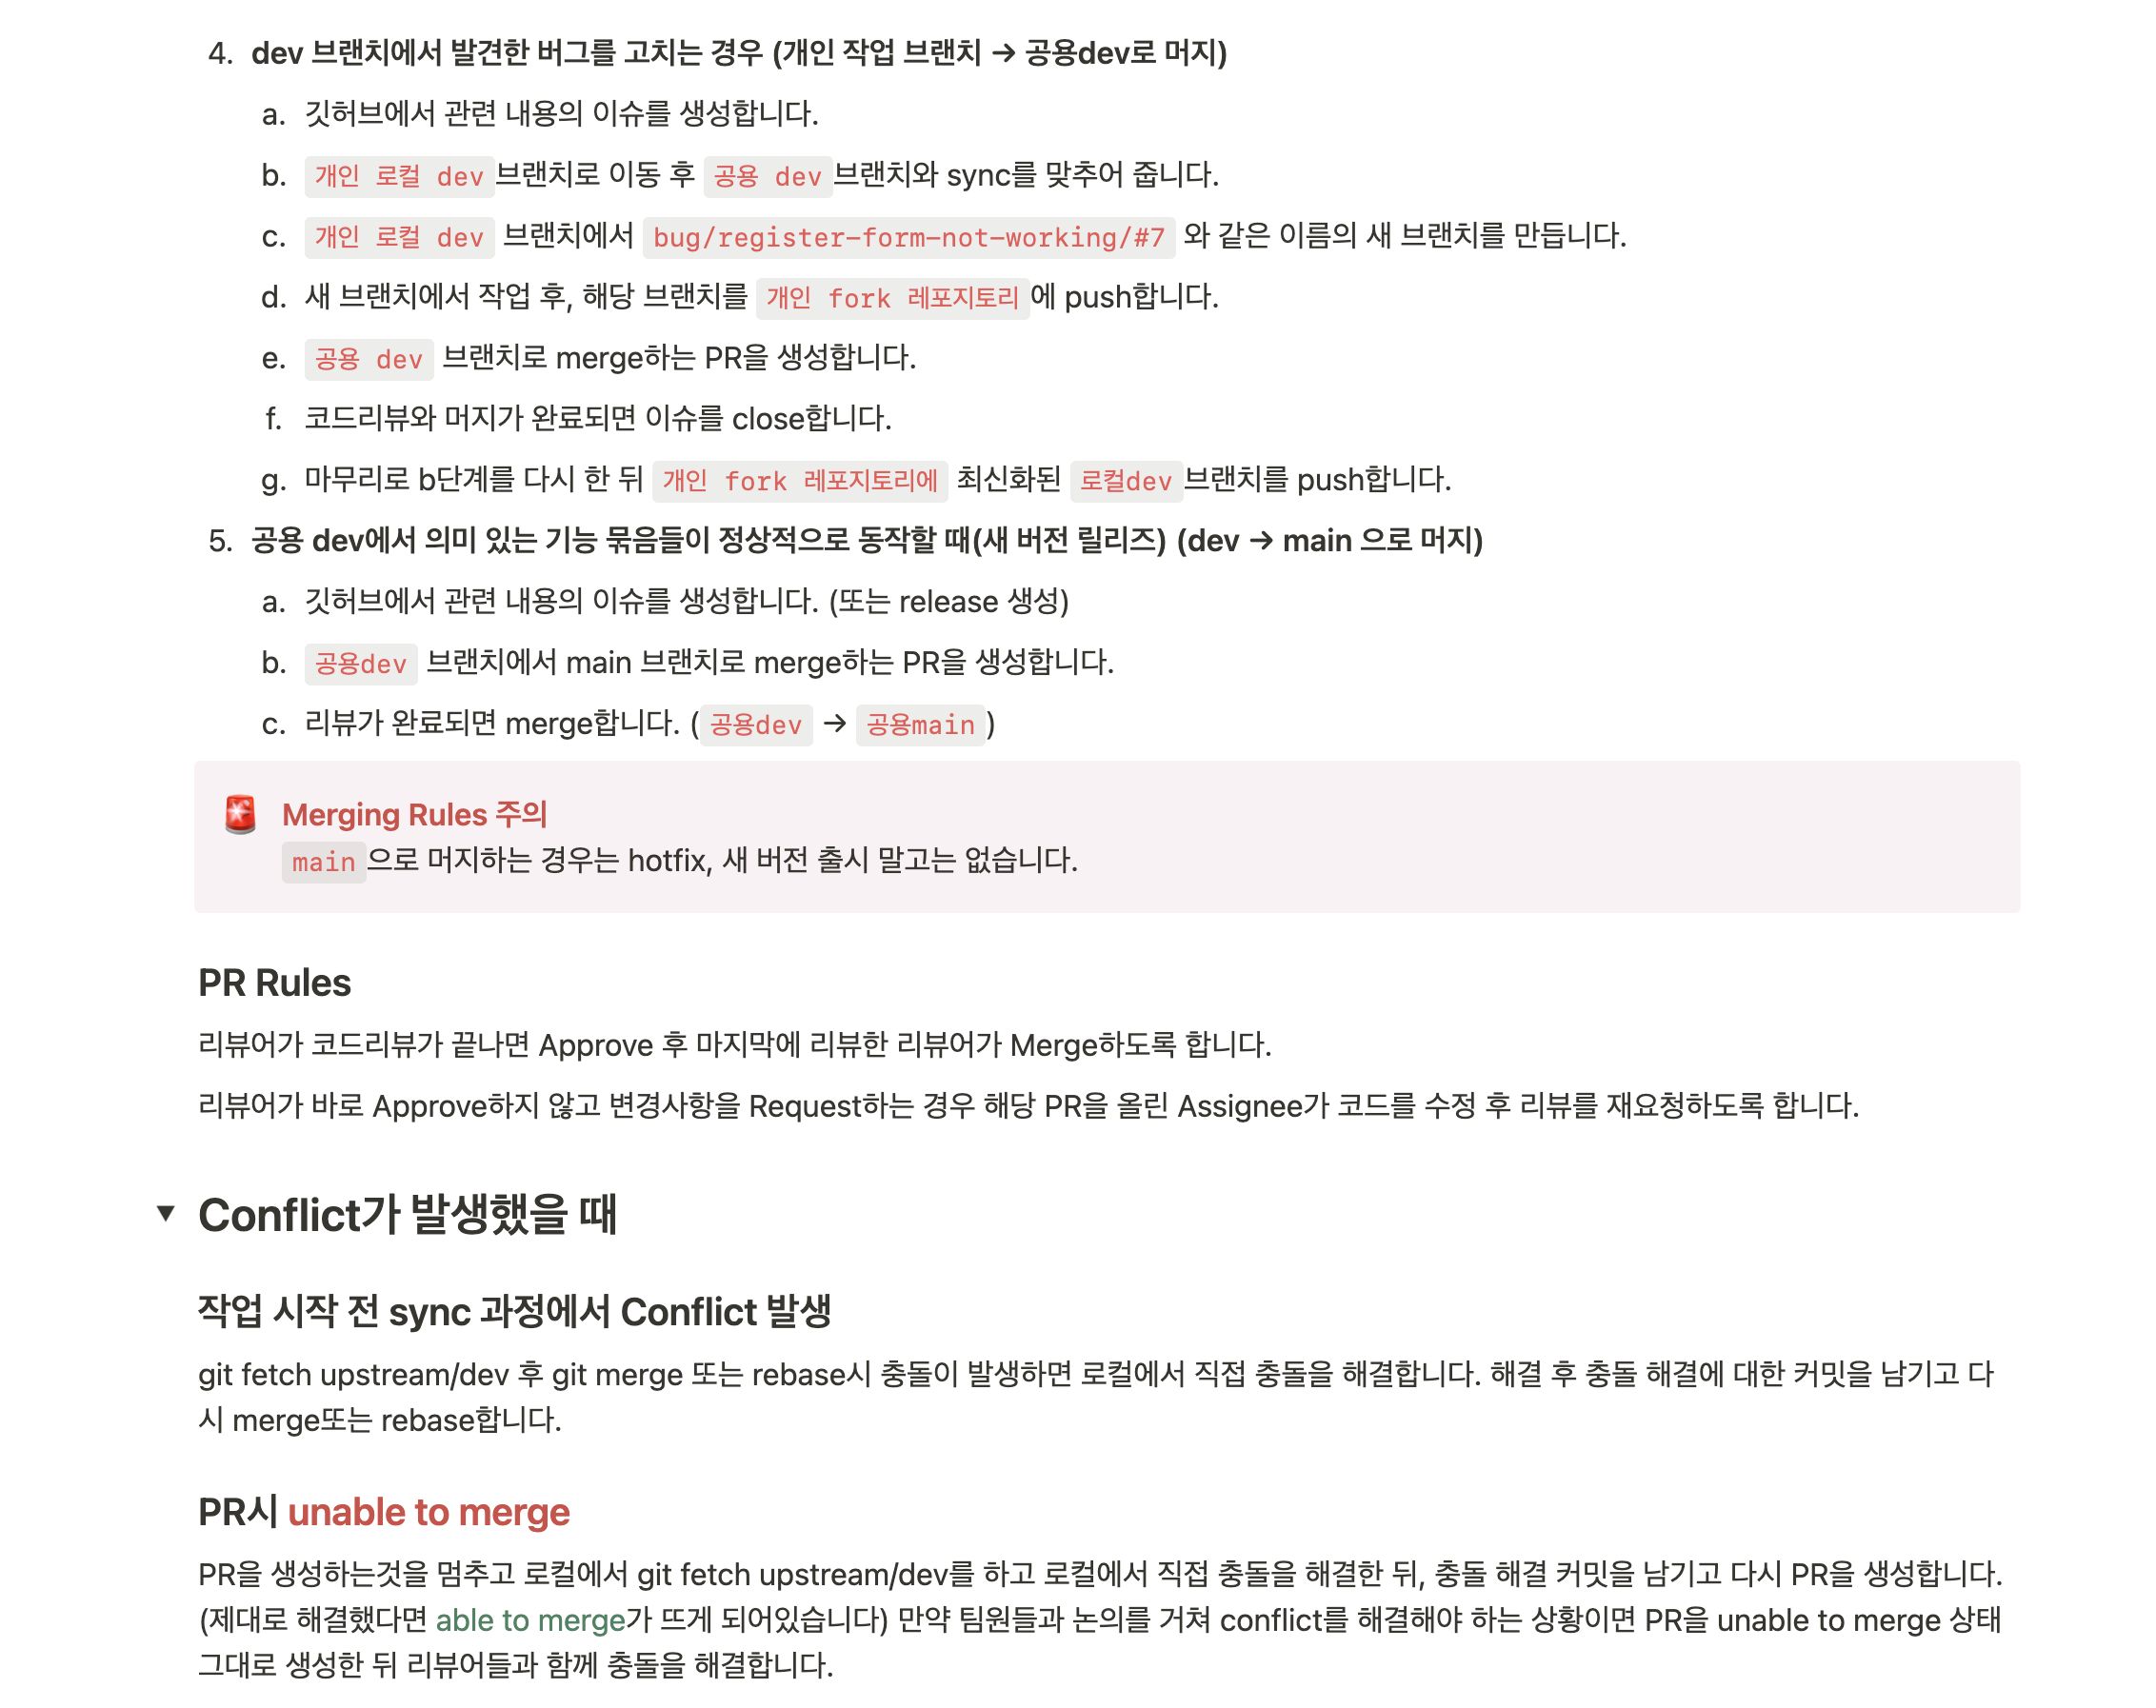 4. dev 브랜치에서 발견한 버그를 고치는 경우 (개인 작업 브랜치 → 공용dev로 머지)
a. 깃허브에서 관련 내용의 이슈를 생성합니다.
b. 개인 로컬 dev브랜치로 이동 후 공용 dev브랜치와 sync를 맞추어 줍니다.
c. 개인 로컬 dev 브랜치에서 bug/register-form-not-working/#7 와 같은 이름의 새 브랜치를 만듭니다.
d. 새 브랜치에서 작업 후, 해당 브랜치를 개인 fork 레포지토리에 push합니다.
e. 공용 dev 브랜치로 merge하는 PR을 생성합니다.
f. 코드리뷰와 머지가 완료되면 이슈를 close합니다.
g. 마무리로 b단계를 다시 한 뒤 개인 fork 레포지토리에 최신화된 로컬dev브랜치를 push합니다.
5. 공용 dev에서 의미 있는 기능 묶음들이 정상적으로 동작할 때(새 버전 릴리즈) (dev → main 으로 머지)
a. 깃허브에서 관련 내용의 이슈를 생성합니다. (또는 release 생성)
b. 공용dev 브랜치에서 main 브랜치로 merge하는 PR을 생성합니다.
c. 리뷰가 완료되면 merge합니다. (공용dev → 공용main)
🚨 Merging Rules 주의
main으로 머지하는 경우는 hotfix, 새 버전 출시 말고는 없습니다.
PR Rules
리뷰어가 코드리뷰가 끝나면 Approve 후 마지막에 리뷰한 리뷰어가 Merge하도록 합니다.
리뷰어가 바로 Approve하지 않고 변경사항을 Request하는 경우 해당 PR을 올린 Assignee가 코드를 수정 후 리뷰를 재요청하도록 합니다.
▼ Conflict가 발생했을 때
작업 시작 전 sync 과정에서 Conflict 발생
git fetch upstream/dev 후 git merge 또는 rebase시 충돌이 발생하면 로컬에서 직접 충돌을 해결합니다. 해결 후 충돌 해결에 대한 커밋을 남기고 다
시 merge또는 rebase합니다.
PR시 unable to merge
PR을 생성하는것을 멈추고 로컬에서 git fetch upstream/dev를 하고 로컬에서 직접 충돌을 해결한 뒤, 충돌 해결 커밋을 남기고 다시 PR을 생성합니다.
(제대로 해결했다면 able to merge가 뜨게 되어있습니다) 만약 팀원들과 논의를 거쳐 conflict를 해결해야 하는 상황이면 PR을 unable to merge 상태
그대로 생성한 뒤 리뷰어들과 함께 충돌을 해결합니다.